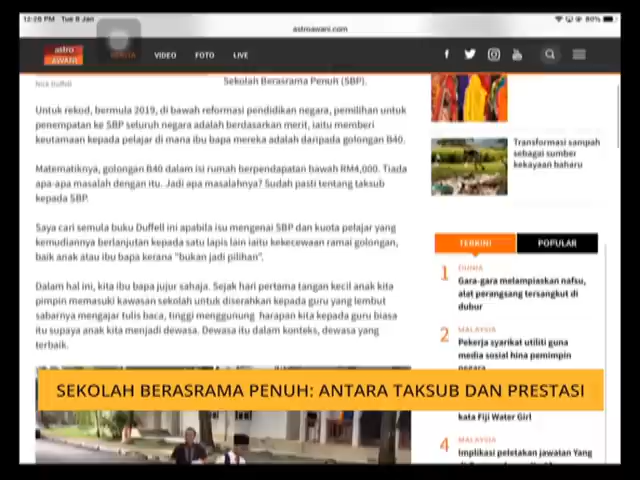 12:28 PM Tue 8 Jan
80%
astroawani.com
astro
AWANI
BERITA VIDEO FOTO LIVE
Nick Duffell
Sekolah Berasrama Penuh (SBP).
Untuk rekod, bermula 2019, di bawah reformasi pendidikan negara, pemilihan untuk
penempatan ke SBP seluruh negara adalah berdasarkan merit, iaitu memberi
keutamaan kepada pelajar di mana ibu bapa mereka adalah daripada golongan B40.
Matematiknya, golongan B40 dalam isi rumah berpendapatan bawah RM4,000. Tiada
apa-apa masalah dengan itu. Jadi apa masalahnya? Sudah pasti tentang taksub
kepada SBP.
Saya cari semula buku Duffell ini apabila isu mengenai SBP dan kuota pelajar yang
kemudiannya berlanjutan kepada satu lapis lain iaitu kekecewaan ramai golongan,
baik anak atau ibu bapa kerana "bukan jadi pilihan".
Dalam hal ini, kita ibu bapa jujur sahaja. Sejak hari pertama tangan kecil anak kita
pimpin memasuki kawasan sekolah untuk diserahkan kepada guru yang lembut
sabarnya mengajar tulis baca, tinggi menggunung harapan kita kepada guru biasa
itu supaya anak kita menjadi dewasa. Dewasa itu dalam konteks, dewasa yang
terbaik.
Transformasi sampah
sebagai sumber
kekayaan baharu
TERKINI POPULAR
1 DUNIA
Gara-gara melampiaskan nafsu,
alat perangsang tersangkut di
dubur
2 MALAYSIA
Pekerja syarikat utiliti guna
media sosial hina pemimpin
negara
kata Fiji Water Girl
4 MALAYSIA
Implikasi peletakan jawatan Yang
SEKOLAH BERASRAMA PENUH: ANTARA TAKSUB DAN PRESTASI